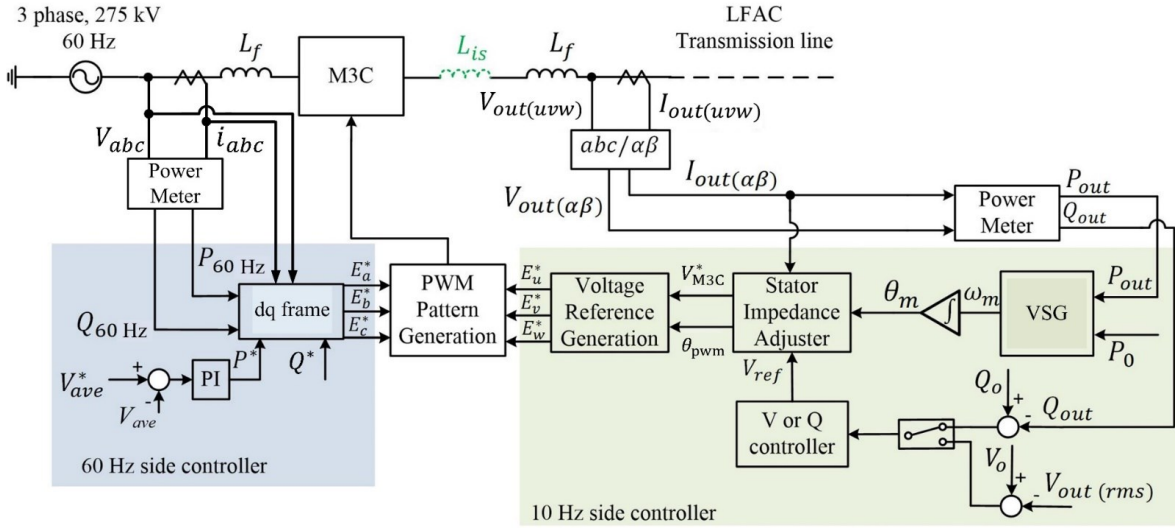 3 phase, 275 kV
60 Hz
L_f
M3C
L_is
L_f
LFAC
Transmission line
V_out(uvw)
I_out(uvw)
V_abc
i_abc
abc/αβ
Power
Meter
I_out(αβ)
V_out(αβ)
Power
Meter
P_out
Q_out
P_60 Hz
Q_60 Hz
dq frame
E_a^*
E_b^*
E_c^*
PWM
Pattern
Generation
E_u^*
E_v^*
E_w^*
Voltage
Reference
Generation
V_M3C^*
θ_pwm
Stator
Impedance
Adjuster
θ_m
∫
ω_m
VSG
P_out
P_0
V_ave^*
+
-
V_ave
PI
P^*
Q^*
V_ref
V or Q
controller
Q_o
+
-
Q_out
V_o
+
-
V_out (rms)
60 Hz side controller
10 Hz side controller